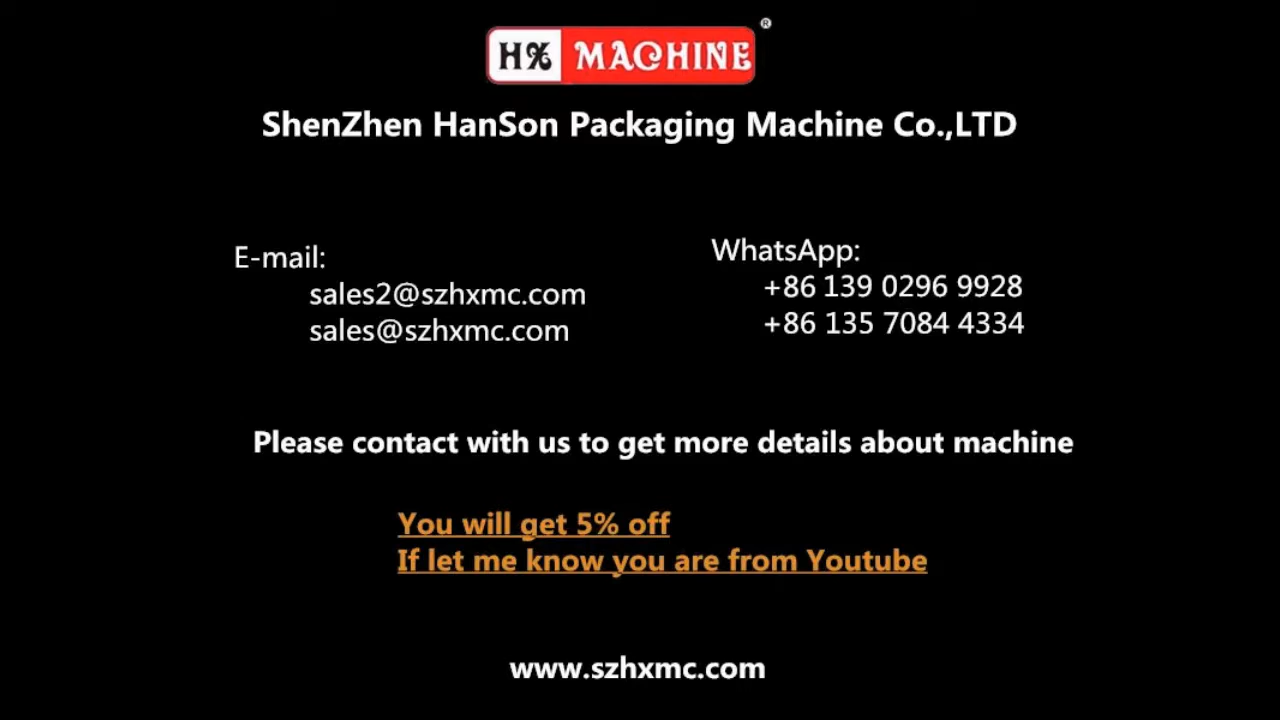 HX MACHINE ®
ShenZhen HanSon Packaging Machine Co.,LTD
E-mail:
sales2@szhxmc.com
sales@szhxmc.com
WhatsApp:
+86 139 0296 9928
+86 135 7084 4334
Please contact with us to get more details about machine
You will get 5% off
If let me know you are from Youtube
www.szhxmc.com